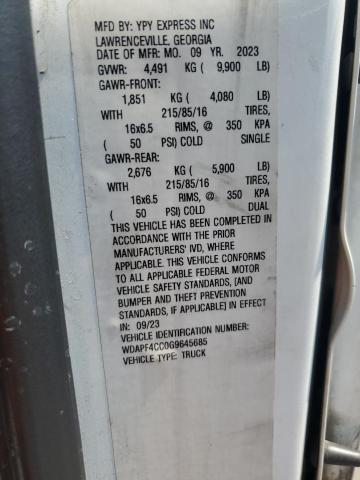 MFD BY: YPY EXPRESS INC
LAWRENCEVILLE, GEORGIA
DATE OF MFR: MO. 09 YR. 2023
GVWR: 4,491 KG ( 9,900 LB)
GAWR-FRONT:
1,851 KG ( 4,080 LB)
WITH 215/85/16 TIRES,
16x6.5 RIMS, @ 350 KPA
( 50 PSI) COLD SINGLE
GAWR-REAR:
2,676 KG ( 5,900 LB)
WITH 215/85/16 TIRES,
16x6.5 RIMS, @ 350 KPA
( 50 PSI) COLD DUAL
THIS VEHICLE HAS BEEN COMPLETED IN
ACCORDANCE WITH THE PRIOR
MANUFACTURERS' IVD, WHERE
APPLICABLE. THIS VEHICLE CONFORMS
TO ALL APPLICABLE FEDERAL MOTOR
VEHICLE SAFETY STANDARDS, [AND
BUMPER AND THEFT PREVENTION
STANDARDS, IF APPLICABLE] IN EFFECT
IN: 09/23
VEHICLE IDENTIFICATION NUMBER:
WDAPF4CC0G9645685
VEHICLE TYPE: TRUCK